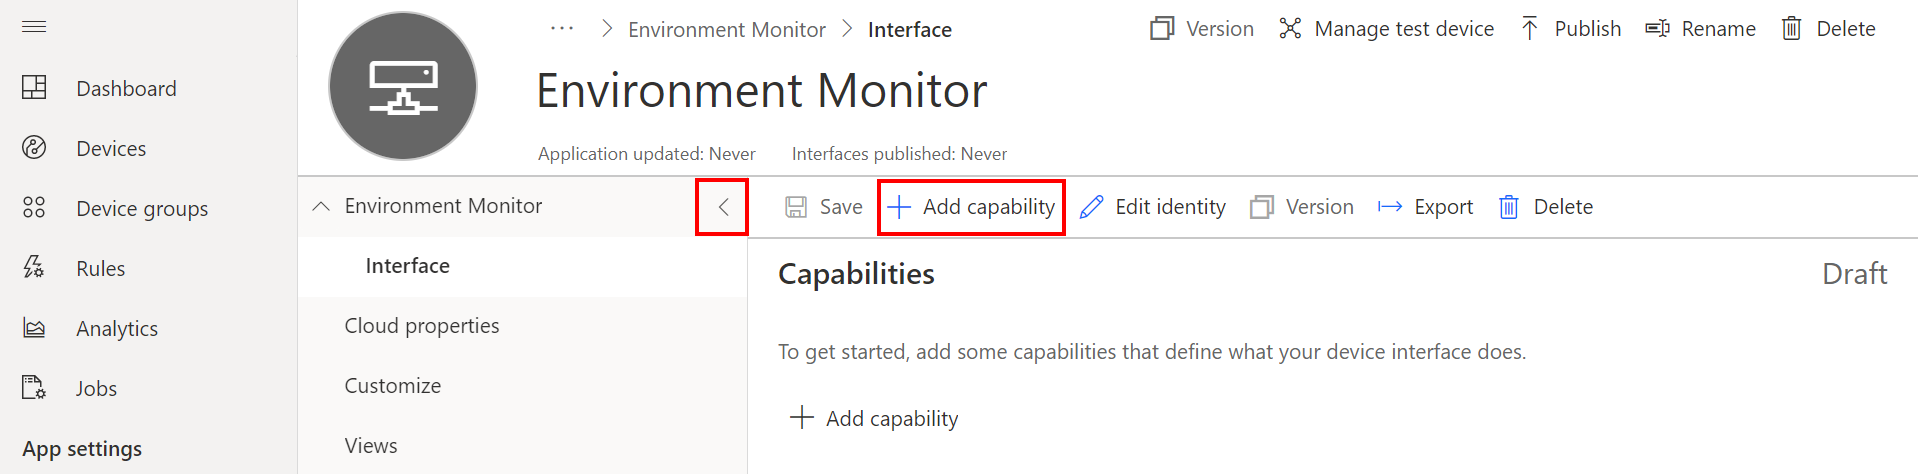 Dashboard
Devices
Device groups
Rules
Analytics
Jobs
App settings
··· > Environment Monitor > Interface
Version Manage test device Publish Rename Delete
Environment Monitor
Application updated: Never Interfaces published: Never
Environment Monitor
Interface
Cloud properties
Customize
Views
Save Add capability Edit identity Version Export Delete
Capabilities Draft
To get started, add some capabilities that define what your device interface does.
Add capability